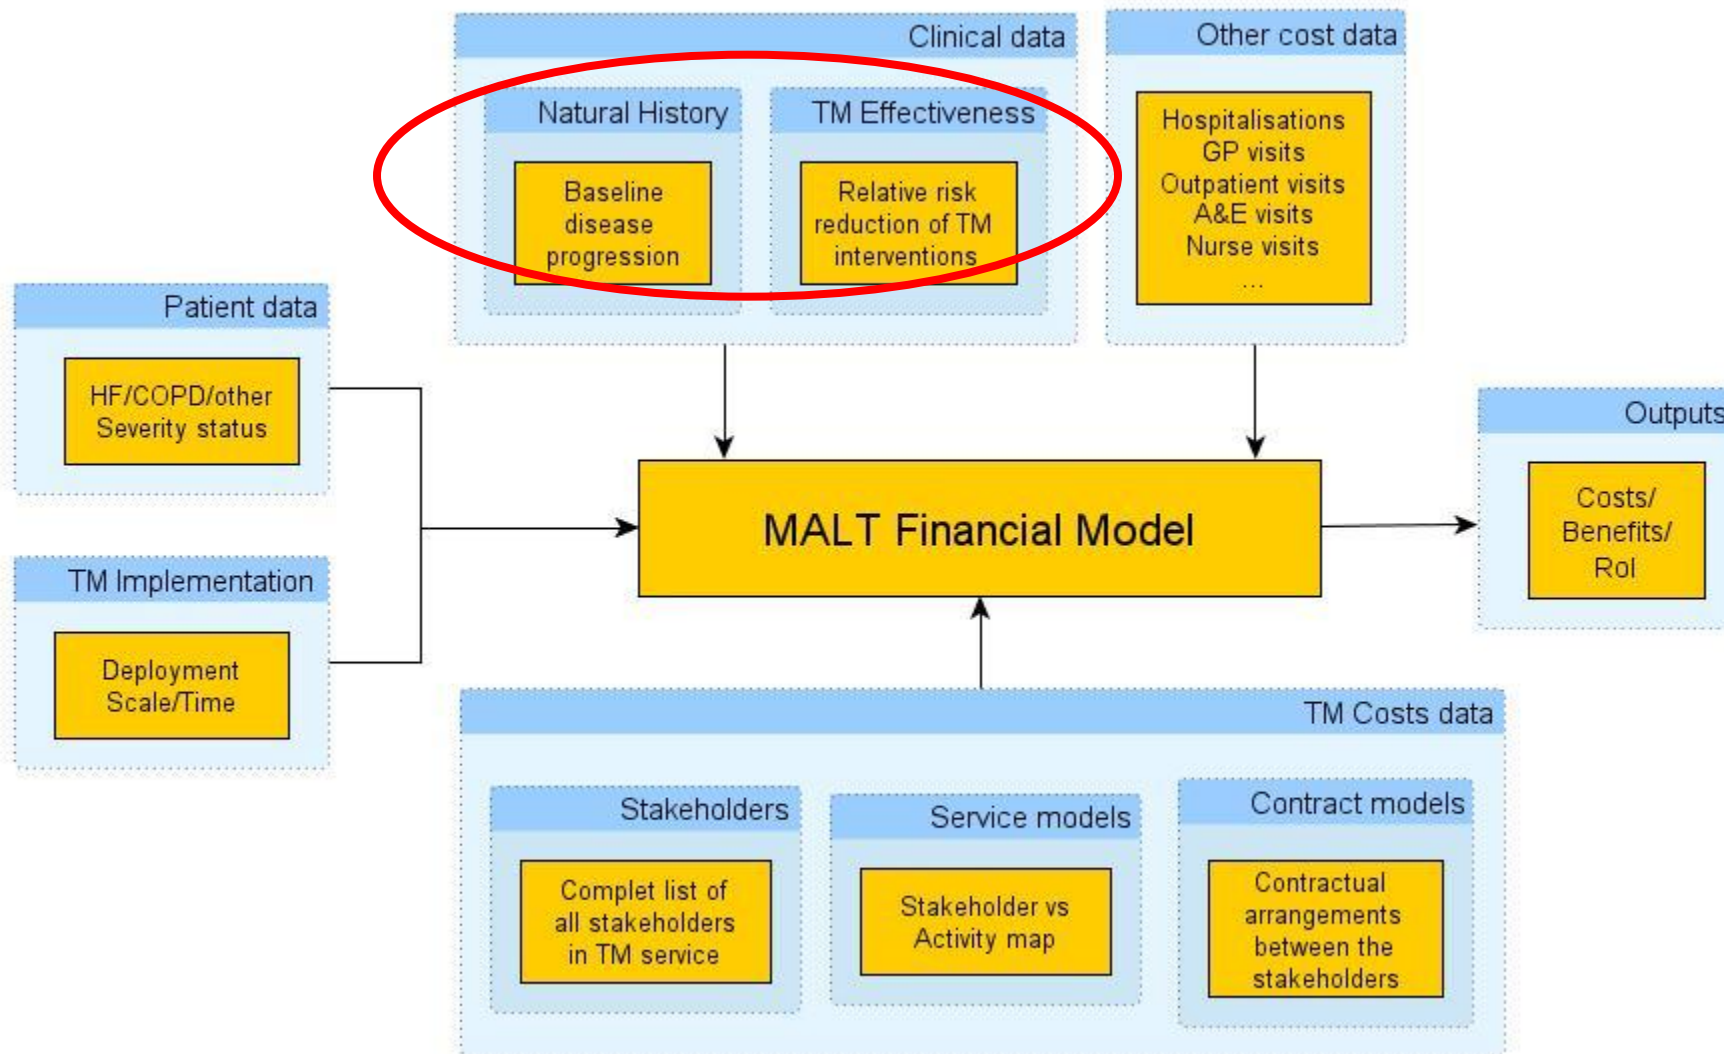 Clinical data
Natural History
Baseline
disease
progression
TM Effectiveness
Relative risk
reduction of TM
interventions
Other cost data
Hospitalisations
GP visits
Outpatient visits
A&E visits
Nurse visits
...
Patient data
HF/COPD/other
Severity status
TM Implementation
Deployment
Scale/Time
MALT Financial Model
Outputs
Costs/
Benefits/
RoI
TM Costs data
Stakeholders
Complet list of
all stakeholders
in TM service
Service models
Stakeholder vs
Activity map
Contract models
Contractual
arrangements
between the
stakeholders